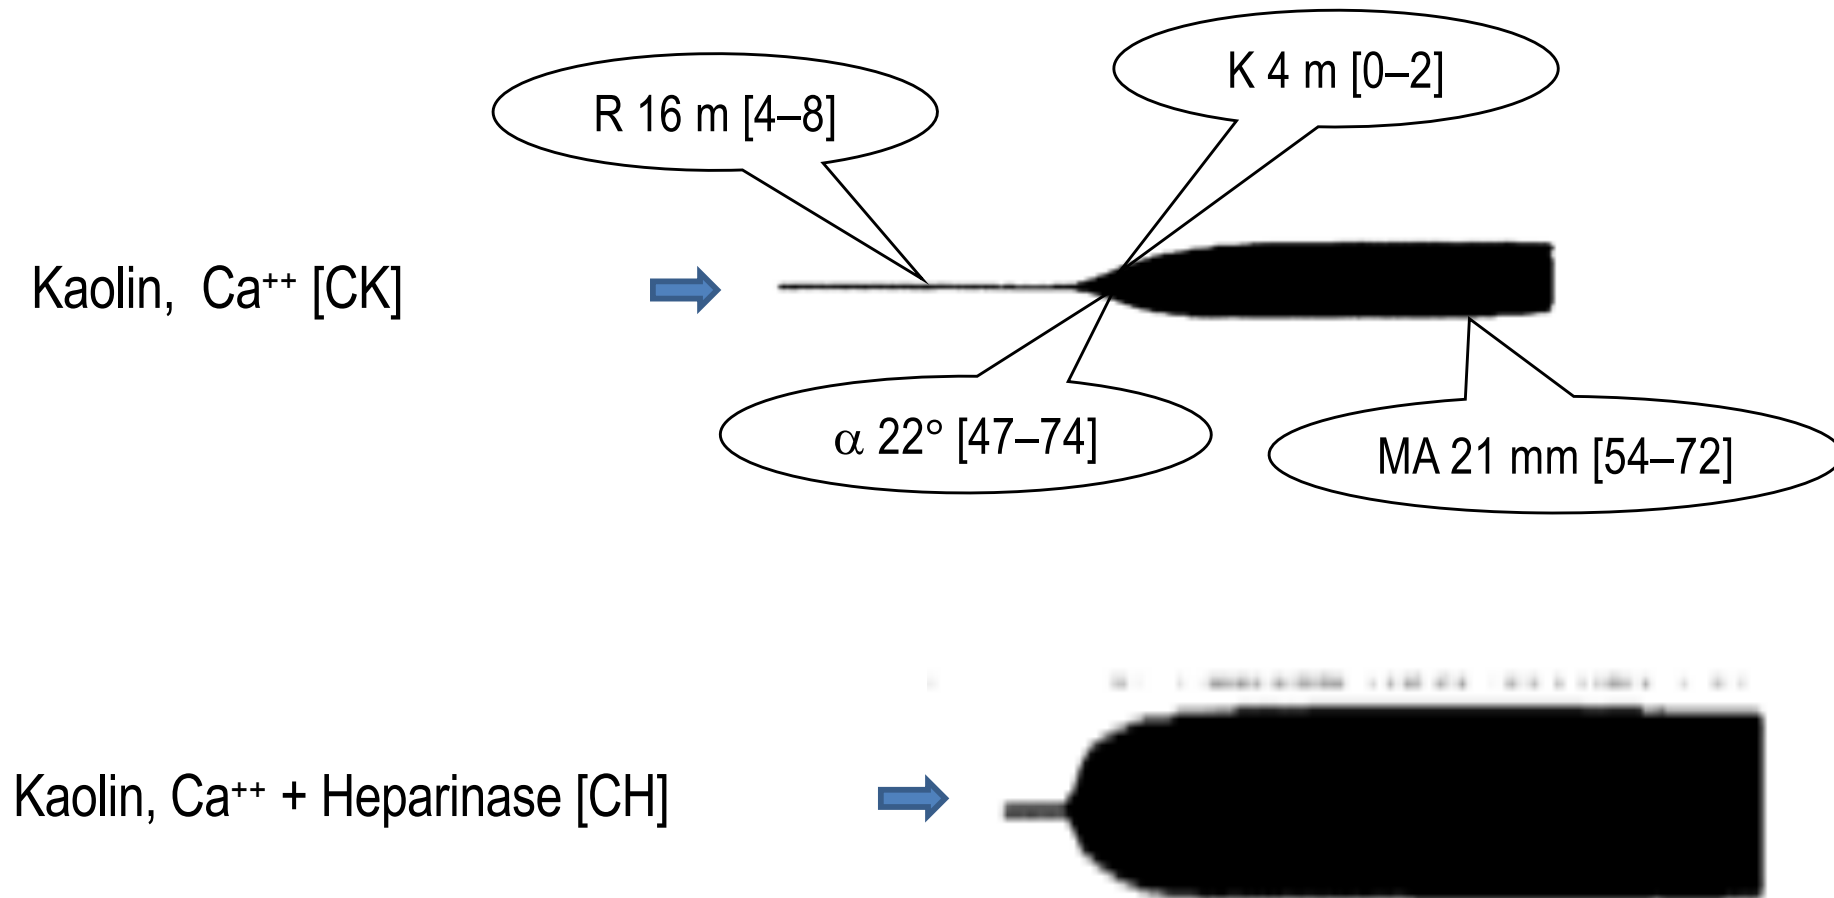 K 4 m [0–2]
R 16 m [4–8]
Kaolin, Ca⁺⁺ [CK]
α 22° [47–74]
MA 21 mm [54–72]
Kaolin, Ca⁺⁺ + Heparinase [CH]